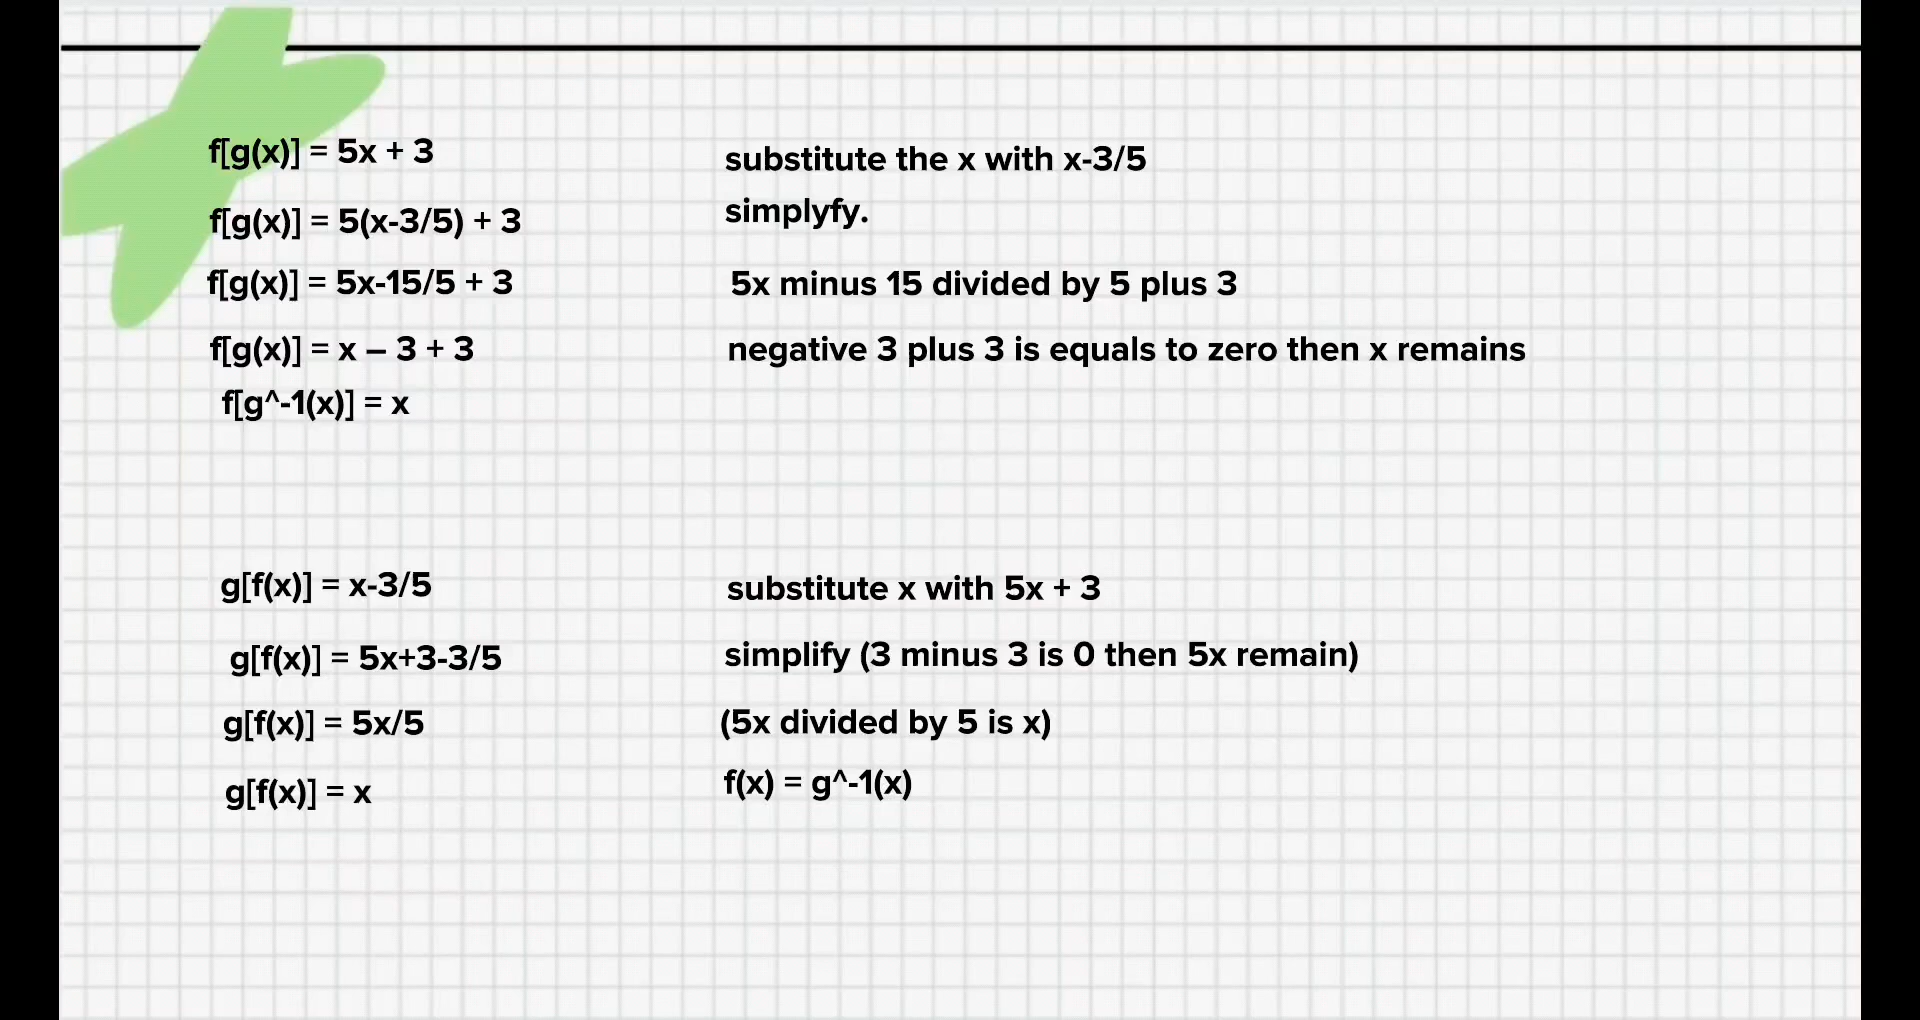 f[g(x)] = 5x + 3
substitute the x with x-3/5
f[g(x)] = 5(x-3/5) + 3
simplyfy.
f[g(x)] = 5x-15/5 + 3
5x minus 15 divided by 5 plus 3
f[g(x)] = x – 3 + 3
negative 3 plus 3 is equals to zero then x remains
f[g^-1(x)] = x
g[f(x)] = x-3/5
substitute x with 5x + 3
g[f(x)] = 5x+3-3/5
simplify (3 minus 3 is 0 then 5x remain)
g[f(x)] = 5x/5
(5x divided by 5 is x)
g[f(x)] = x
f(x) = g^-1(x)